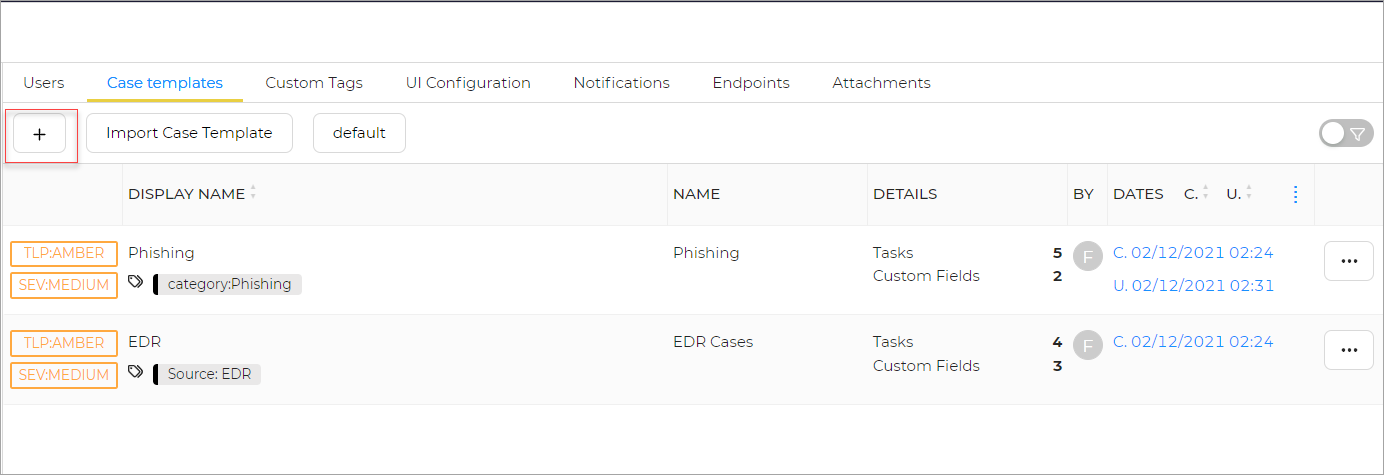 Users Case templates Custom Tags UI Configuration Notifications Endpoints Attachments
+ Import Case Template default
DISPLAY NAME NAME DETAILS BY DATES C. U.
TLP:AMBER Phishing Phishing Tasks 5 F C. 02/12/2021 02:24
SEV:MEDIUM category:Phishing Custom Fields 2 U. 02/12/2021 02:31
TLP:AMBER EDR EDR Cases Tasks 4 F C. 02/12/2021 02:24
SEV:MEDIUM Source: EDR Custom Fields 3